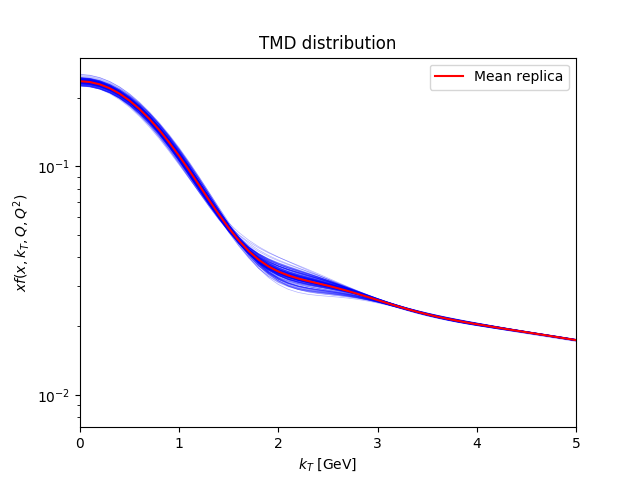 TMD distribution
Mean replica
10⁻¹
10⁻²
xf(x, k_T, Q, Q²)
0 1 2 3 4 5
k_T [GeV]